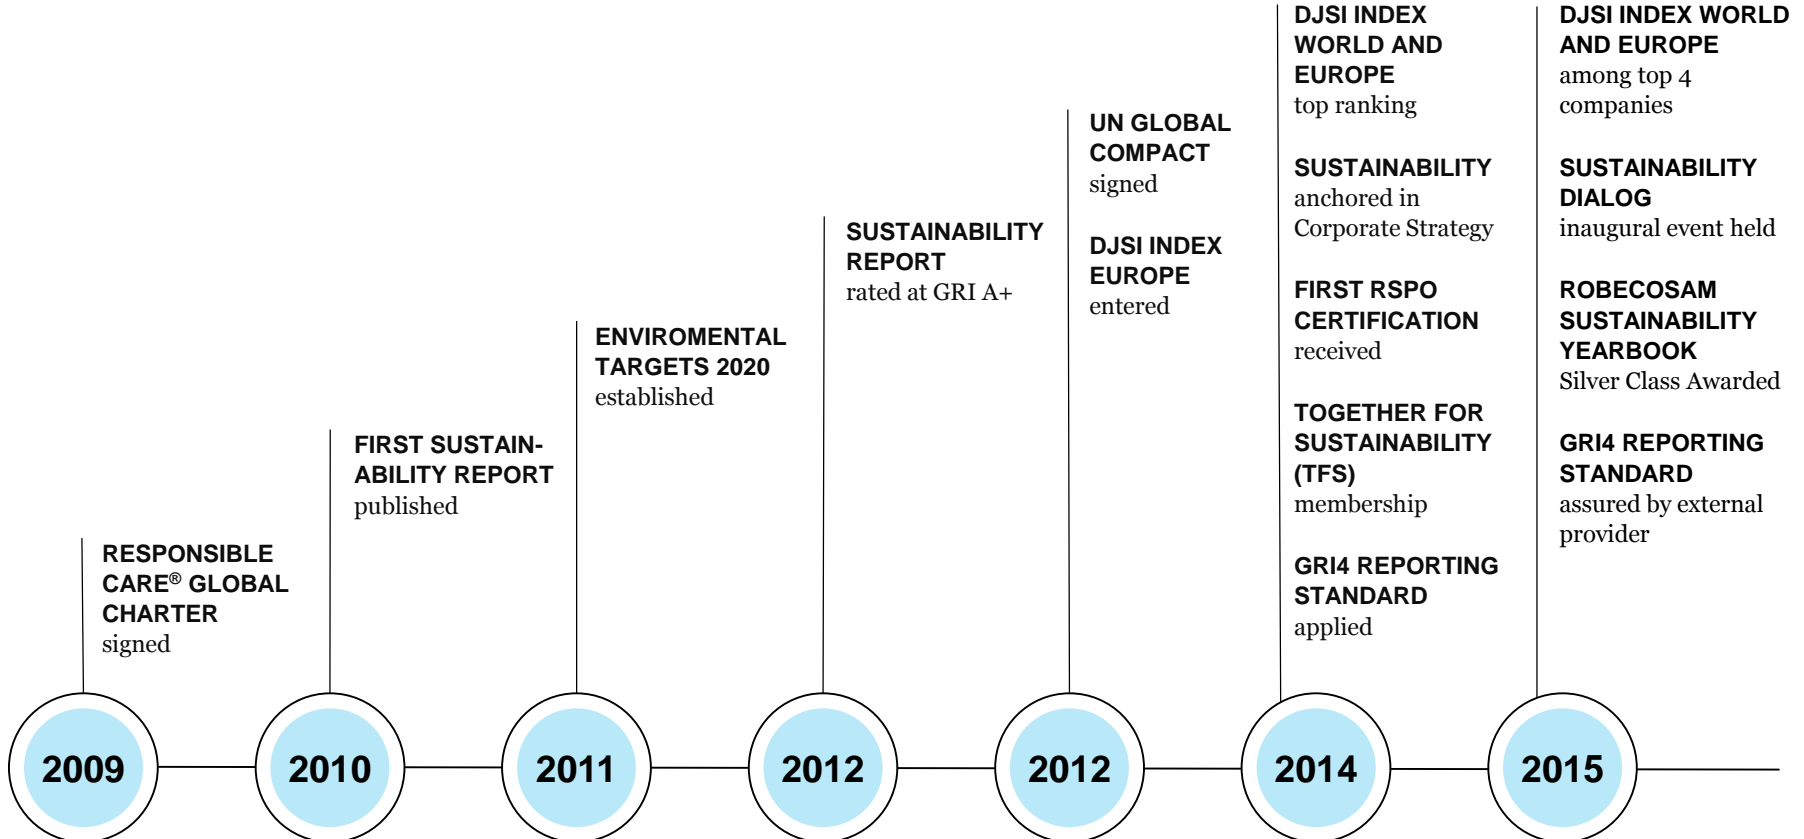 RESPONSIBLE
CARE® GLOBAL
CHARTER
signed
FIRST SUSTAIN-
ABILITY REPORT
published
ENVIROMENTAL
TARGETS 2020
established
SUSTAINABILITY
REPORT
rated at GRI A+
UN GLOBAL
COMPACT
signed
DJSI INDEX
EUROPE
entered
DJSI INDEX
WORLD AND
EUROPE
top ranking
SUSTAINABILITY
anchored in
Corporate Strategy
FIRST RSPO
CERTIFICATION
received
TOGETHER FOR
SUSTAINABILITY
(TFS)
membership
GRI4 REPORTING
STANDARD
applied
DJSI INDEX WORLD
AND EUROPE
among top 4
companies
SUSTAINABILITY
DIALOG
inaugural event held
ROBECOSAM
SUSTAINABILITY
YEARBOOK
Silver Class Awarded
GRI4 REPORTING
STANDARD
assured by external
provider
2009
2010
2011
2012
2012
2014
2015